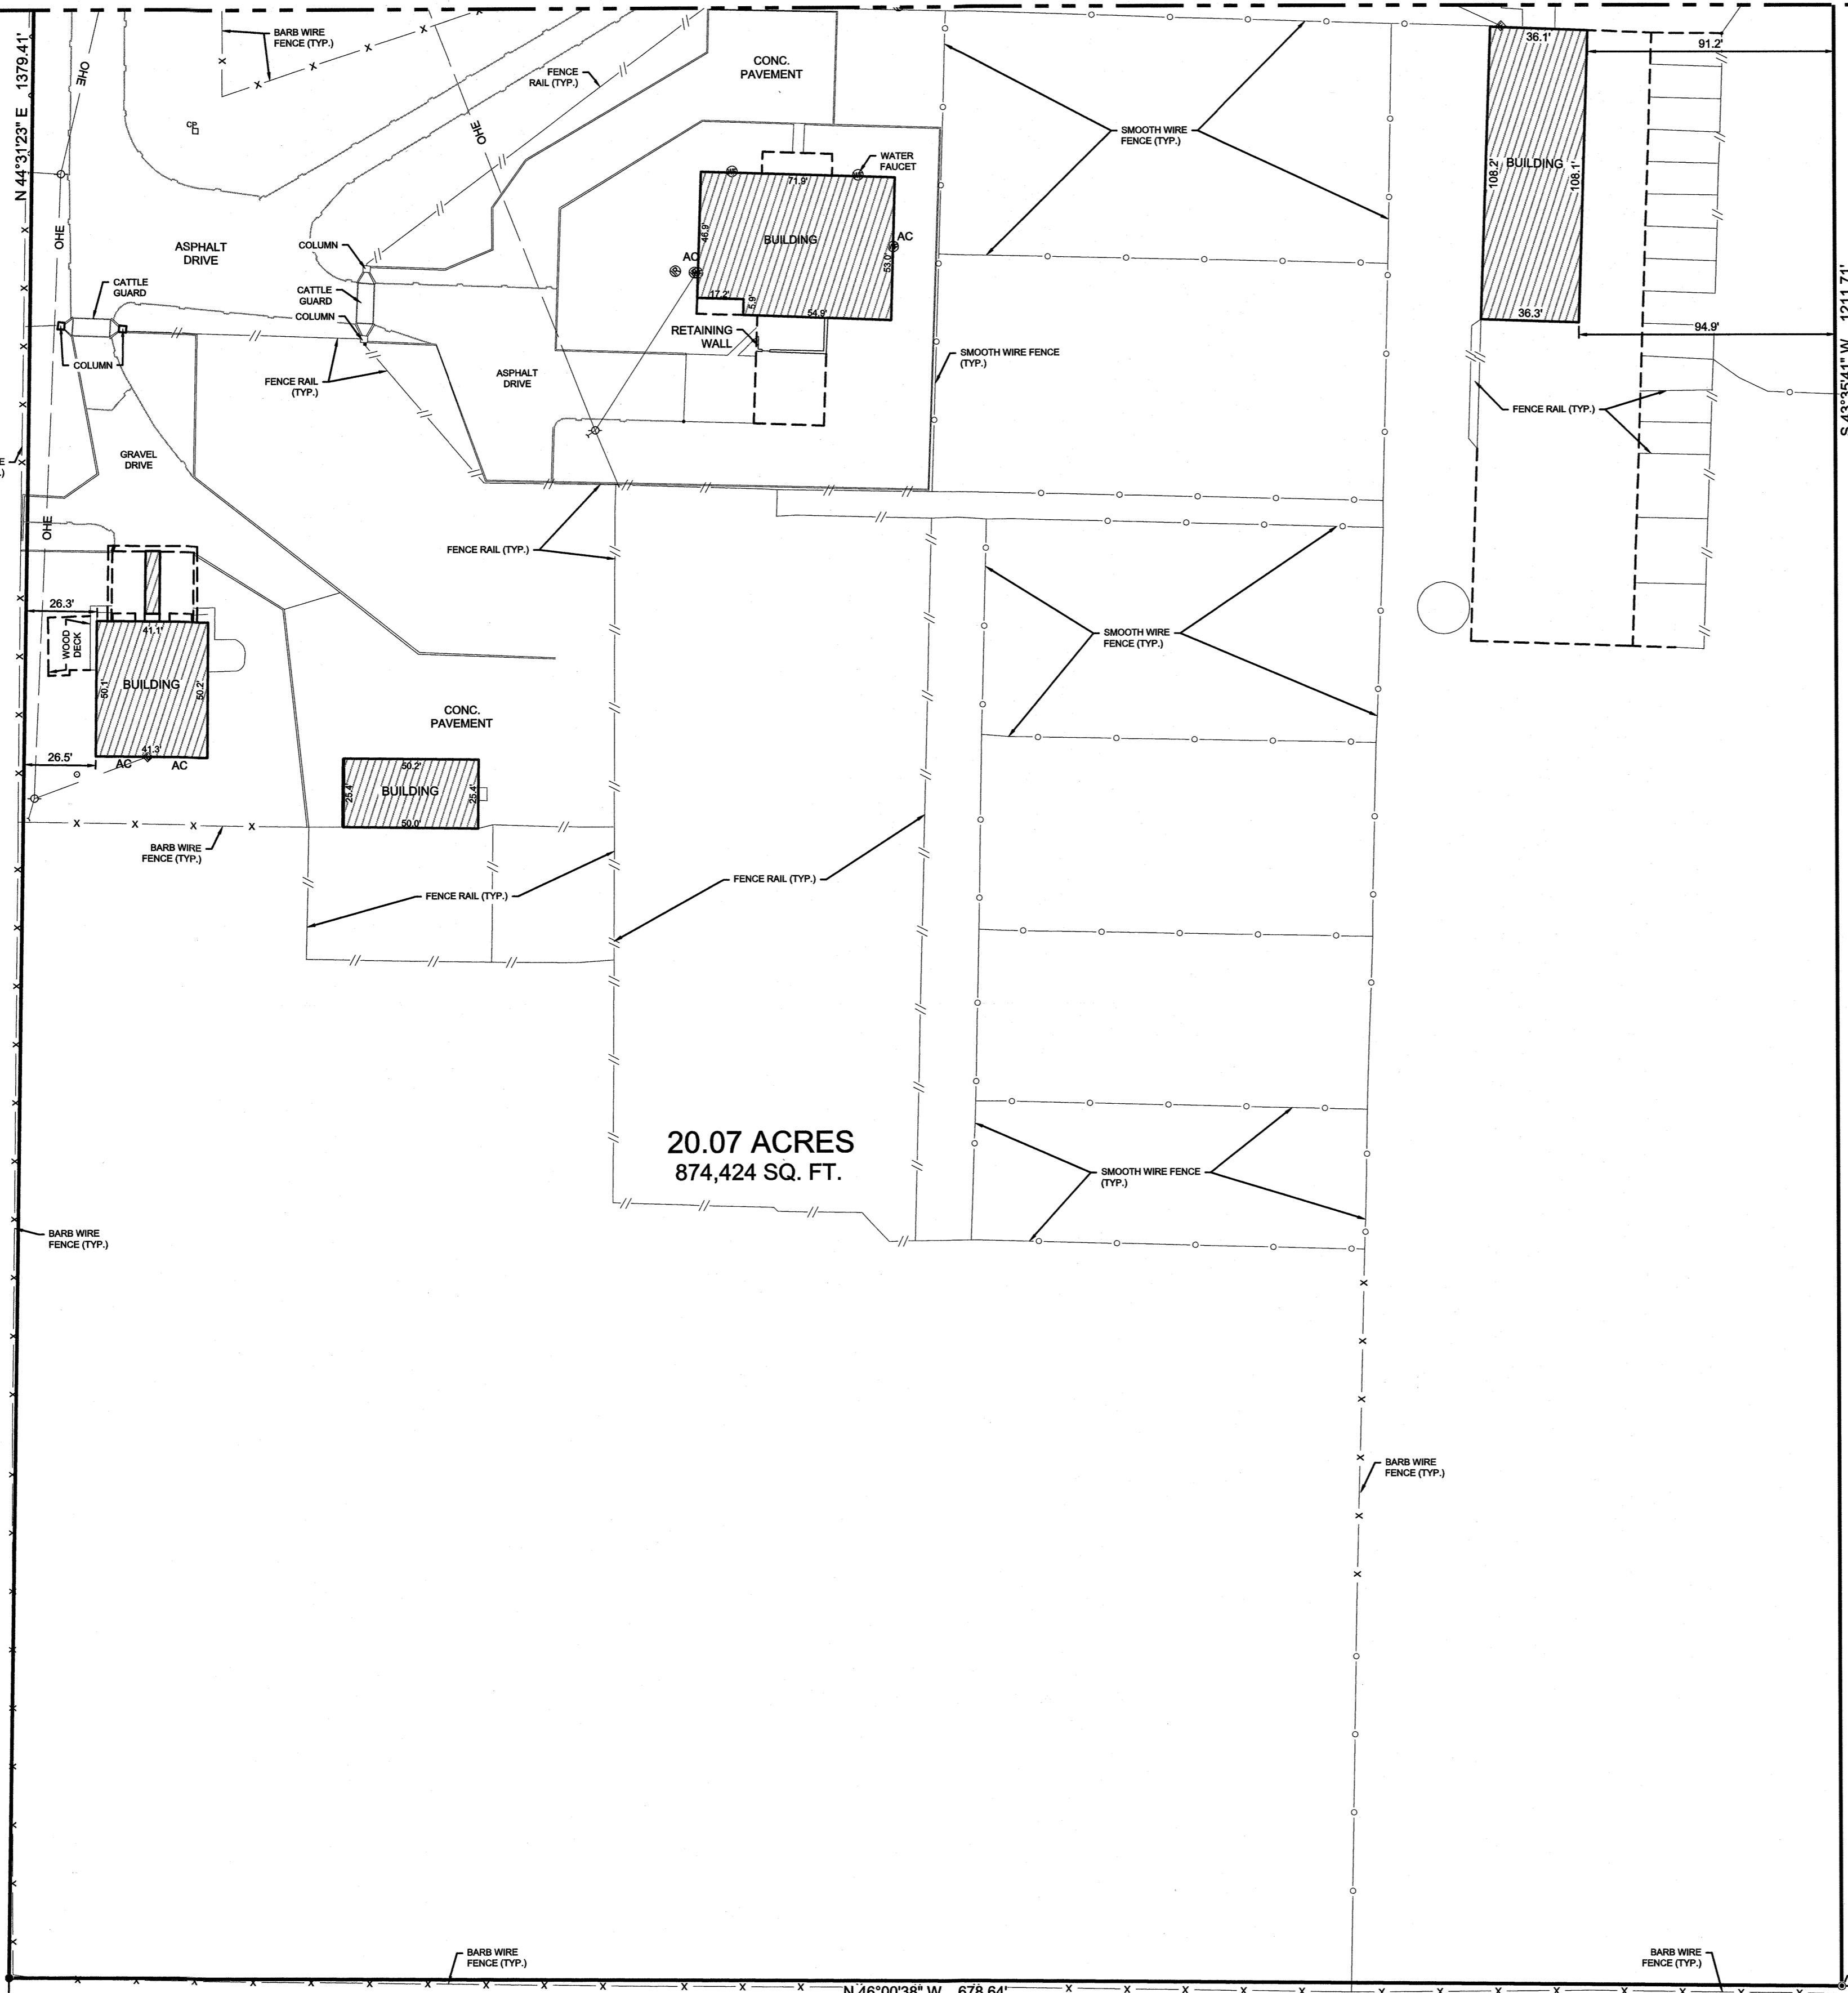 N 44°31'23" E 1379.41'
OHE
BARB WIRE
FENCE (TYP.)
FENCE
RAIL (TYP.)
CONC.
PAVEMENT
CP
OHE
SMOOTH WIRE
FENCE (TYP.)
36.1'
91.2'
108.2'
BUILDING
108.1'
WATER
FAUCET
71.9'
46.9'
BUILDING
AC
AC
53.0'
17.2'
5.9'
54.9'
RETAINING
WALL
OHE
ASPHALT
DRIVE
COLUMN
CATTLE
GUARD
CATTLE
GUARD
COLUMN
COLUMN
36.3'
94.9'
S 43°35'41" W 1211.71'
SMOOTH WIRE FENCE
(TYP.)
ASPHALT
DRIVE
FENCE RAIL
(TYP.)
FENCE RAIL (TYP.)
GRAVEL
DRIVE
OHE
FENCE RAIL (TYP.)
26.3'
WOOD
DECK
41.1'
50.1'
BUILDING
50.2'
41.3'
AC
AC
26.5'
SMOOTH WIRE
FENCE (TYP.)
CONC.
PAVEMENT
50.2'
25.4'
BUILDING
25.4'
50.0'
BARB WIRE
FENCE (TYP.)
FENCE RAIL (TYP.)
FENCE RAIL (TYP.)
20.07 ACRES
874,424 SQ. FT.
SMOOTH WIRE FENCE
(TYP.)
BARB WIRE
FENCE (TYP.)
BARB WIRE
FENCE (TYP.)
BARB WIRE
FENCE (TYP.)
BARB WIRE
FENCE (TYP.)
N 46°00'38" W 678.64'